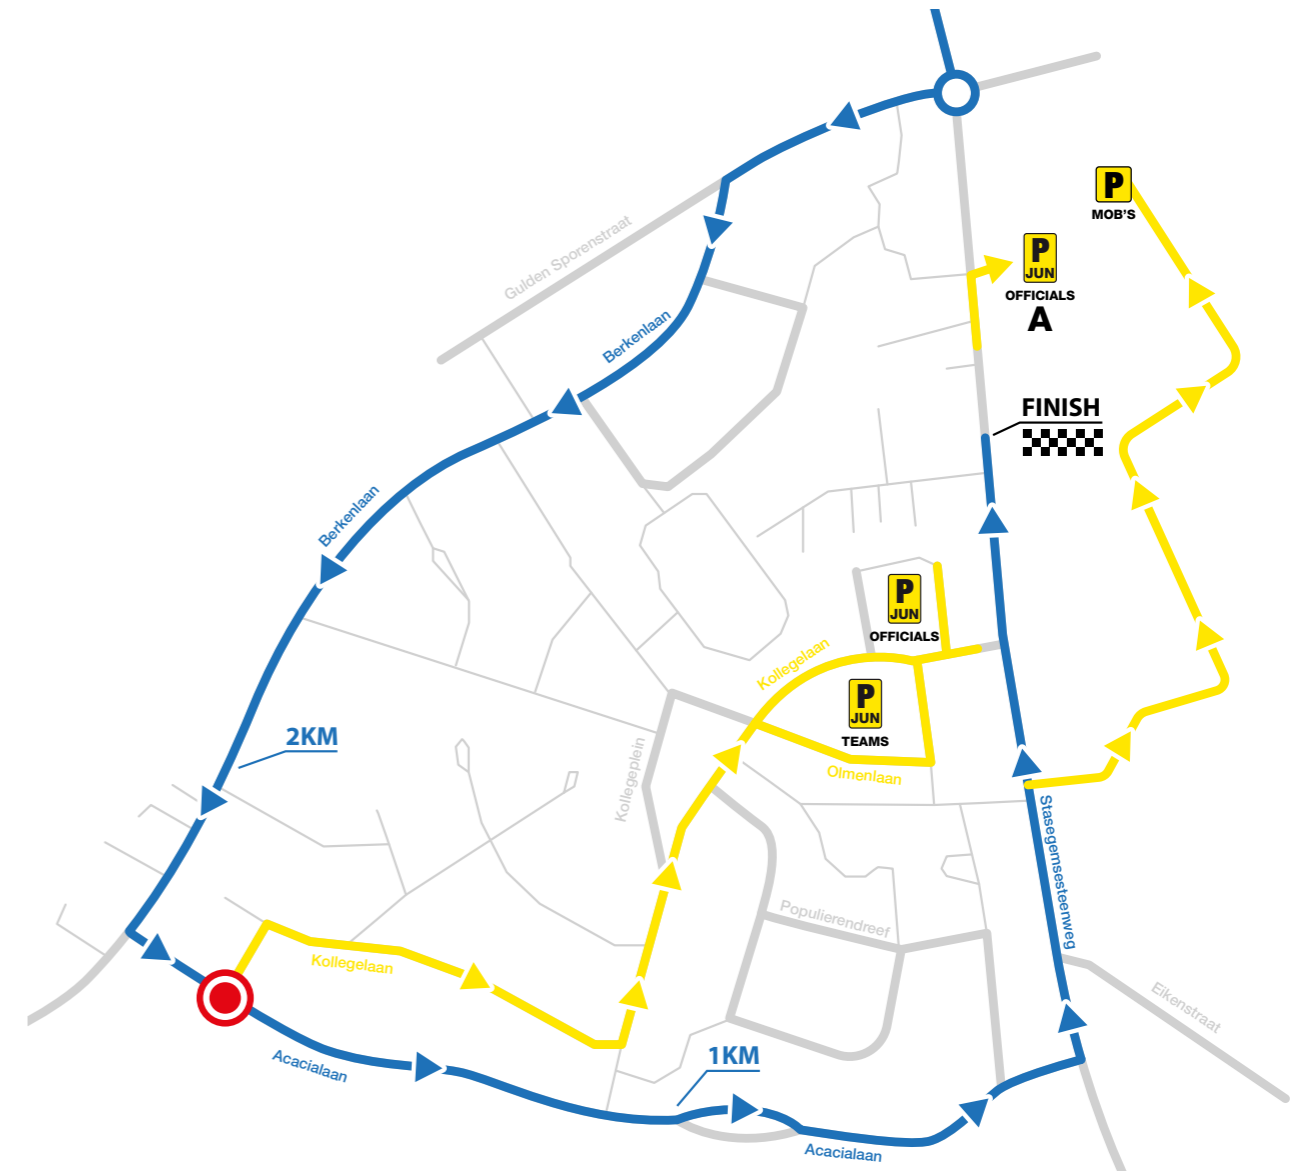 P
MOB'S
Gulden Sporenstraat
P
JUN
OFFICIALS
A
Berkenlaan
FINISH
Berkenlaan
P
JUN
OFFICIALS
Kollegelaan
P
JUN
TEAMS
2KM
Kollegeplein
Olmenlaan
Stasegemsesteenweg
Populierendreef
Kollegelaan
Eikenstraat
Acacialaan
1KM
Acacialaan